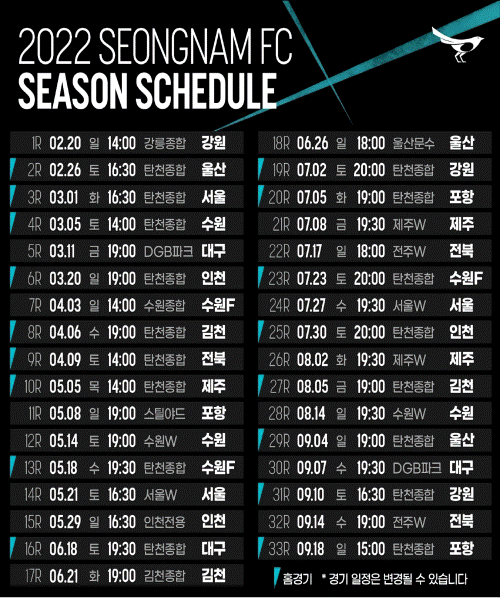 2022 SEONGNAM FC
SEASON SCHEDULE
1R 02.20 일 14:00 강릉종합 강원
2R 02.26 토 16:30 탄천종합 울산
3R 03.01 화 16:30 탄천종합 서울
4R 03.05 토 14:00 탄천종합 수원
5R 03.11 금 19:00 DGB파크 대구
6R 03.20 일 19:00 탄천종합 인천
7R 04.03 일 14:00 수원종합 수원F
8R 04.06 수 19:00 탄천종합 김천
9R 04.09 토 14:00 탄천종합 전북
10R 05.05 목 14:00 탄천종합 제주
11R 05.08 일 19:00 스틸야드 포항
12R 05.14 토 19:00 수원W 수원
13R 05.18 수 19:30 탄천종합 수원F
14R 05.21 토 16:30 서울W 서울
15R 05.29 일 16:30 인천전용 인천
16R 06.18 토 19:30 탄천종합 대구
17R 06.21 화 19:00 김천종합 김천
18R 06.26 일 18:00 울산문수 울산
19R 07.02 토 20:00 탄천종합 강원
20R 07.05 화 19:00 탄천종합 포항
21R 07.08 금 19:30 제주W 제주
22R 07.17 일 18:00 전주W 전북
23R 07.23 토 20:00 탄천종합 수원F
24R 07.27 수 19:30 서울W 서울
25R 07.30 토 20:00 탄천종합 인천
26R 08.02 화 19:30 제주W 제주
27R 08.05 금 19:00 탄천종합 김천
28R 08.14 일 19:30 수원W 수원
29R 09.04 일 19:00 탄천종합 울산
30R 09.07 수 19:30 DGB파크 대구
31R 09.10 토 16:30 탄천종합 강원
32R 09.14 수 19:00 전주W 전북
33R 09.18 일 15:00 탄천종합 포항
홈경기 * 경기 일정은 변경될 수 있습니다